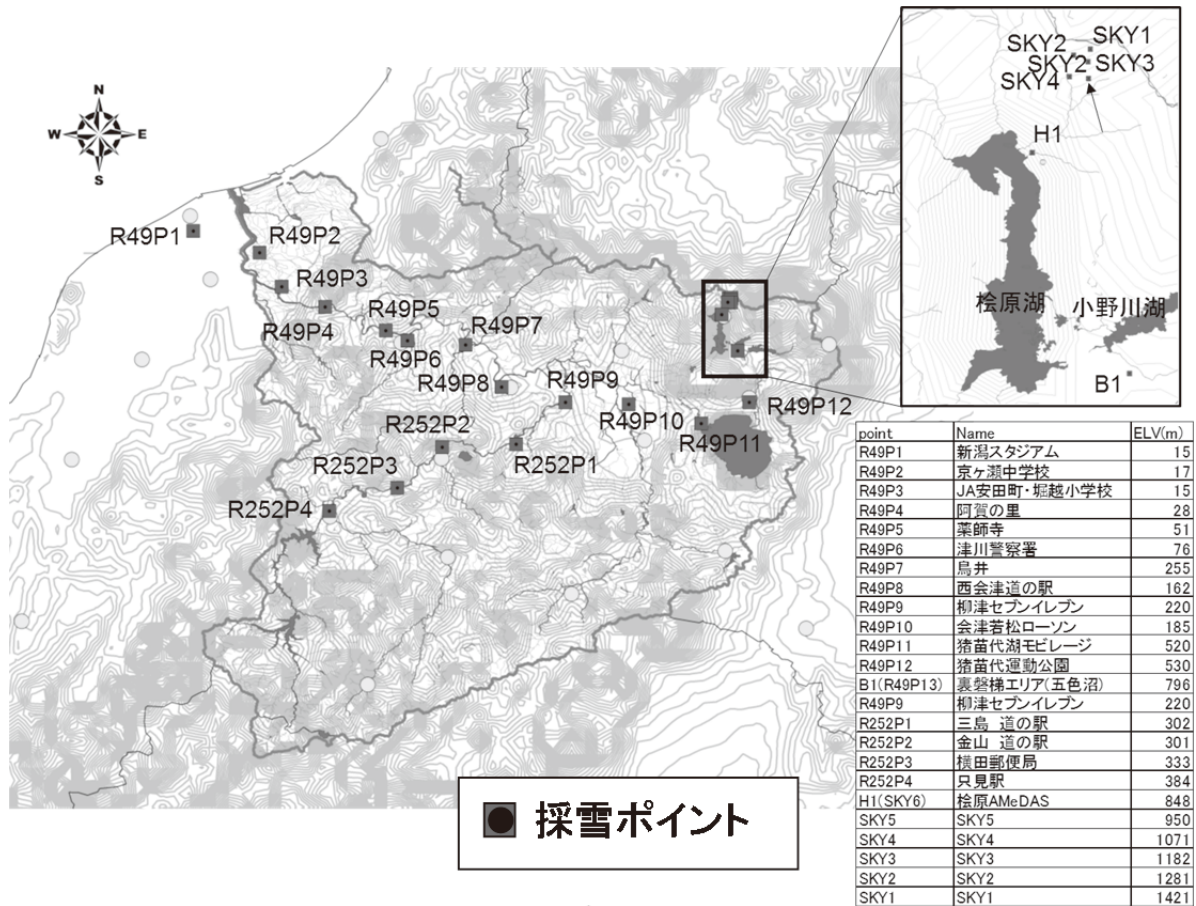 N
W
E
S
R49P1
R49P2
R49P3
R49P4
R49P5
R49P6
R49P7
R49P8
R49P9
R49P10
R49P11
R49P12
R252P2
R252P1
R252P3
R252P4
SKY2
SKY1
SKY2
SKY3
SKY4
H1
桧原湖
小野川湖
B1
採雪ポイント
point Name ELV(m)
R49P1 新潟スタジアム 15
R49P2 京ヶ瀬中学校 17
R49P3 JA安田町・堀越小学校 15
R49P4 阿賀の里 28
R49P5 薬師寺 51
R49P6 津川警察署 76
R49P7 鳥井 255
R49P8 西会津道の駅 162
R49P9 柳津セブンイレブン 220
R49P10 会津若松ローソン 185
R49P11 猪苗代湖モビレージ 520
R49P12 猪苗代運動公園 530
B1(R49P13) 裏磐梯エリア(五色沼) 796
R49P9 柳津セブンイレブン 220
R252P1 三島 道の駅 302
R252P2 金山 道の駅 301
R252P3 横田郵便局 333
R252P4 只見駅 384
H1(SKY6) 桧原AMeDAS 848
SKY5 SKY5 950
SKY4 SKY4 1071
SKY3 SKY3 1182
SKY2 SKY2 1281
SKY1 SKY1 1421